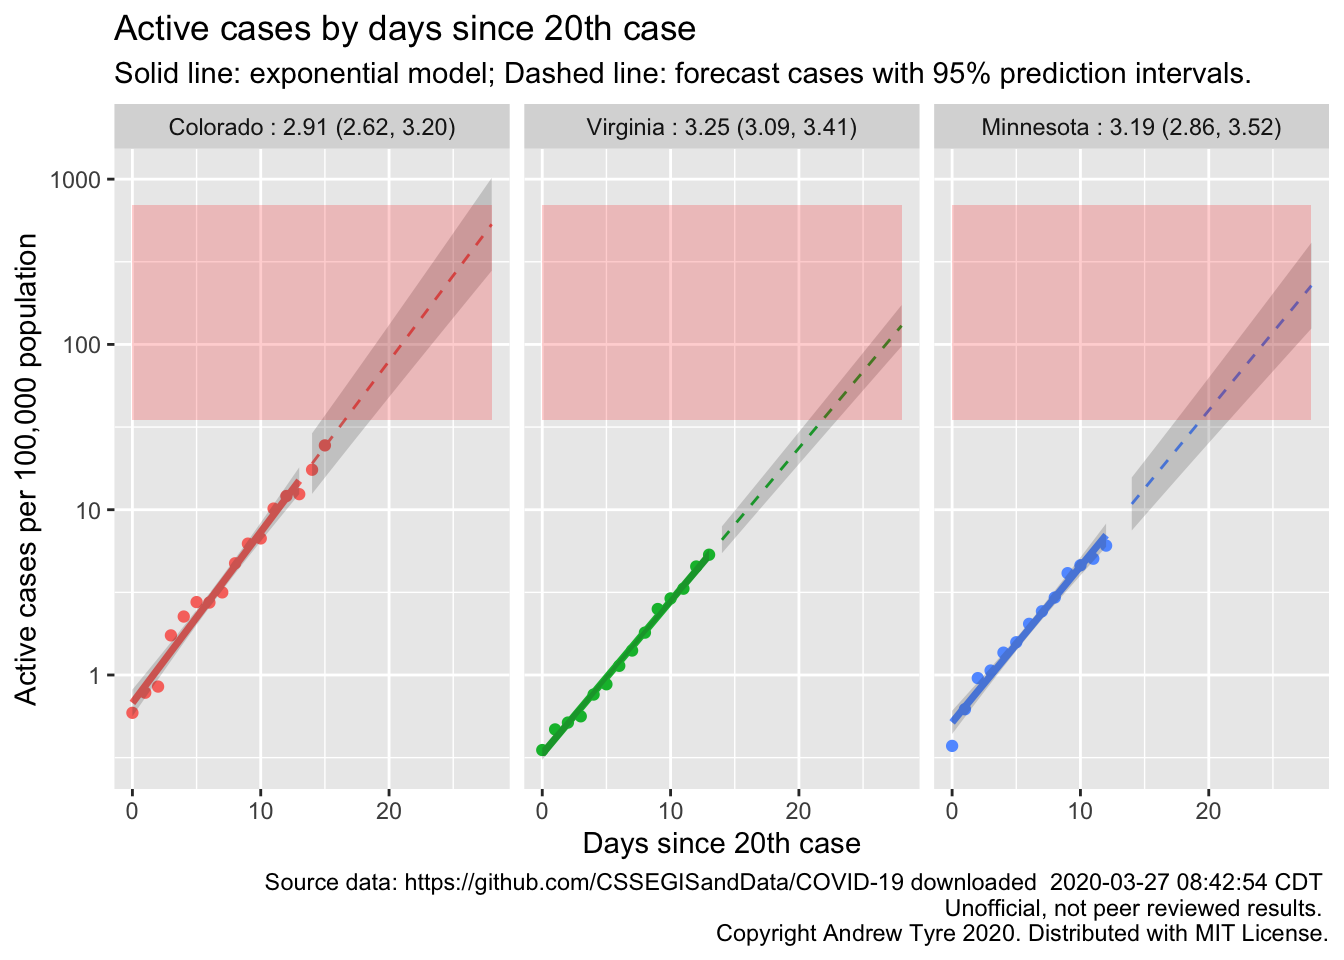 Active cases by days since 20th case
Solid line: exponential model; Dashed line: forecast cases with 95% prediction intervals.
Colorado : 2.91 (2.62, 3.20)
Virginia : 3.25 (3.09, 3.41)
Minnesota : 3.19 (2.86, 3.52)
Active cases per 100,000 population
1000
100
10
1
0
10
20
0
10
20
0
10
20
Days since 20th case
Source data: https://github.com/CSSEGISandData/COVID-19 downloaded  2020-03-27 08:42:54 CDT
Unofficial, not peer reviewed results.
Copyright Andrew Tyre 2020. Distributed with MIT License.